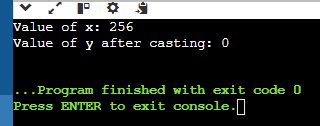 Value of x: 256
Value of y after casting: 0
...Program finished with exit code 0
Press ENTER to exit console.